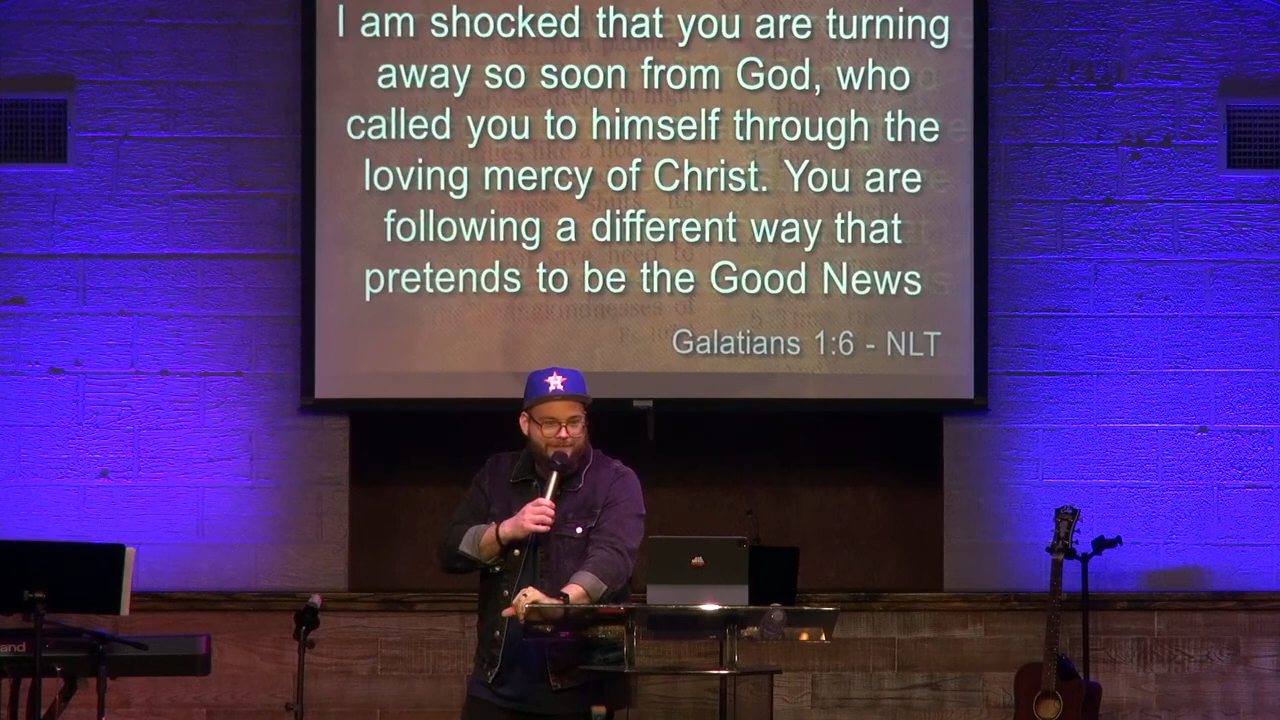 I am shocked that you are turning
away so soon from God, who
called you to himself through the
loving mercy of Christ. You are
following a different way that
pretends to be the Good News
Galatians 1:6 - NLT
H
and